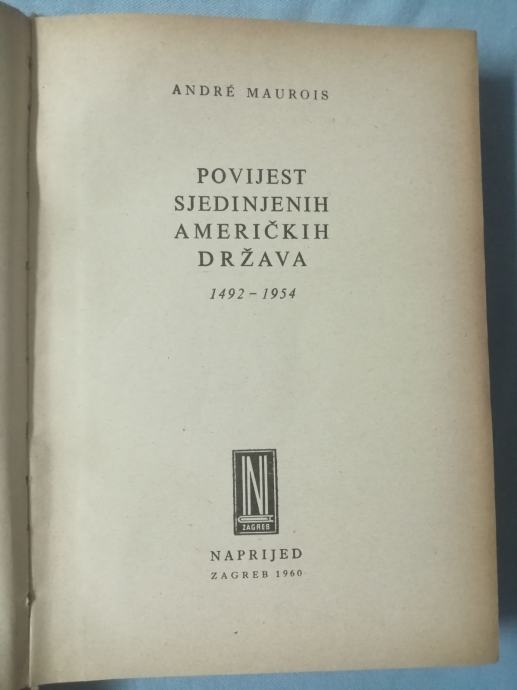 ANDRÉ MAUROIS
POVIJEST
SJEDINJENIH
AMERIČKIH
DRŽAVA
1492 – 1954
N
ZAGREB
NAPRIJED
ZAGREB 1960